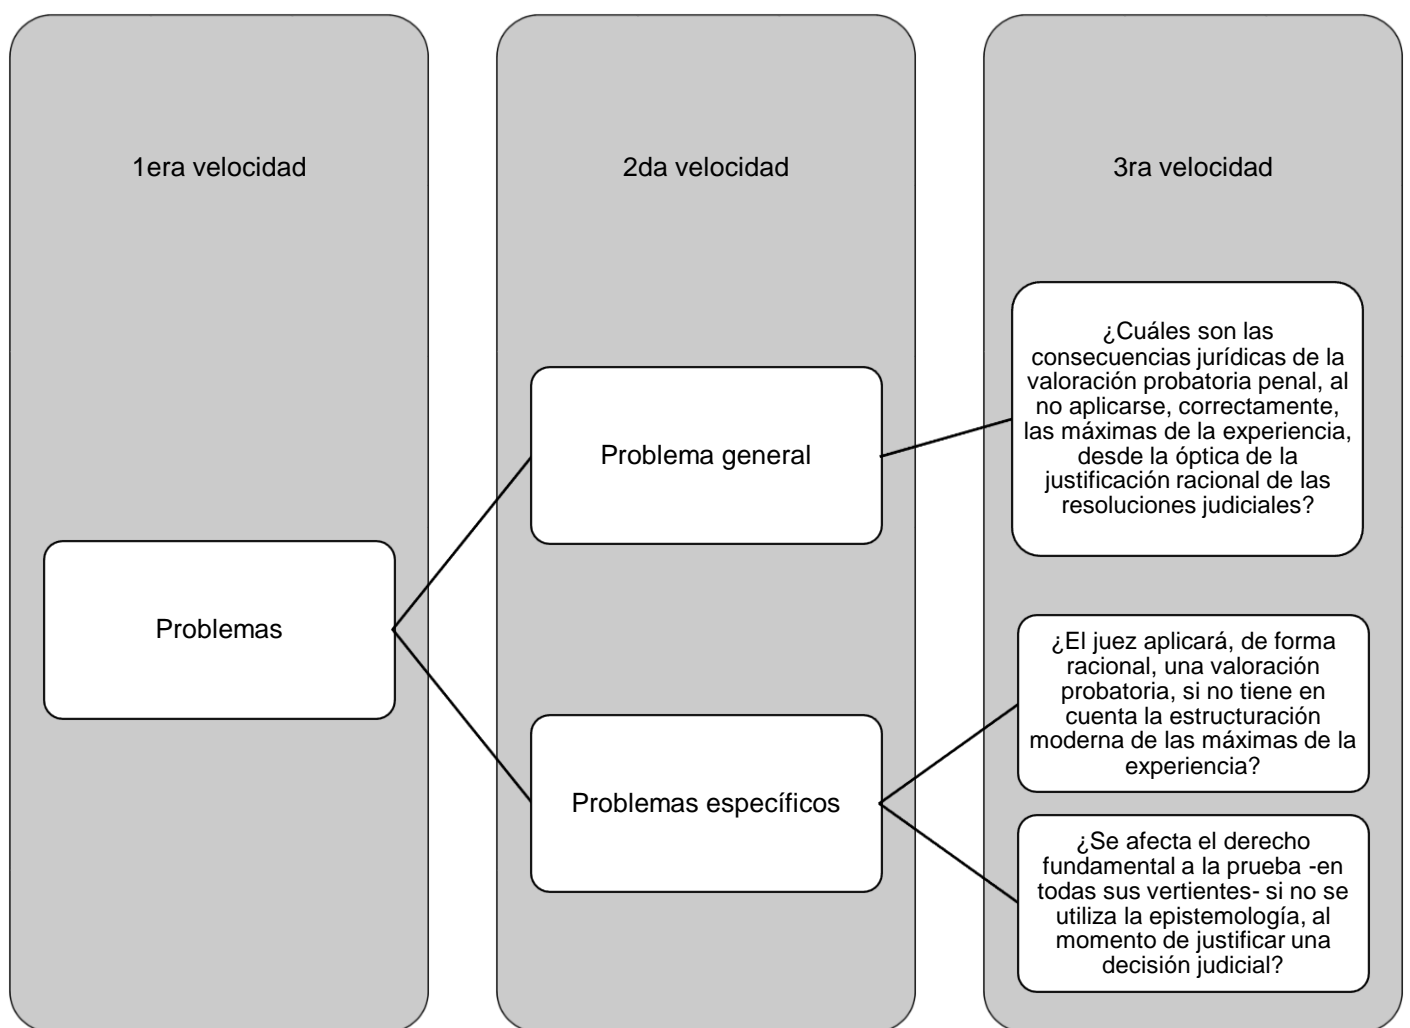 1era velocidad
2da velocidad
3ra velocidad
Problemas
Problema general
¿Cuáles son las
consecuencias jurídicas de la
valoración probatoria penal, al
no aplicarse, correctamente,
las máximas de la experiencia,
desde la óptica de la
justificación racional de las
resoluciones judiciales?
Problemas específicos
¿El juez aplicará, de forma
racional, una valoración
probatoria, si no tiene en
cuenta la estructuración
moderna de las máximas de la
experiencia?
¿Se afecta el derecho
fundamental a la prueba -en
todas sus vertientes- si no se
utiliza la epistemología, al
momento de justificar una
decisión judicial?